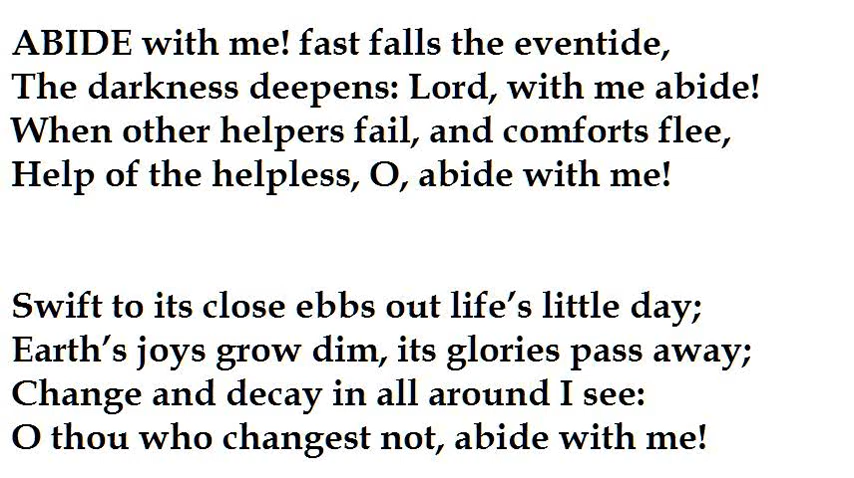 ABIDE with me! fast falls the eventide,
The darkness deepens: Lord, with me abide!
When other helpers fail, and comforts flee,
Help of the helpless, O, abide with me!
Swift to its close ebbs out life’s little day;
Earth’s joys grow dim, its glories pass away;
Change and decay in all around I see:
O thou who changest not, abide with me!